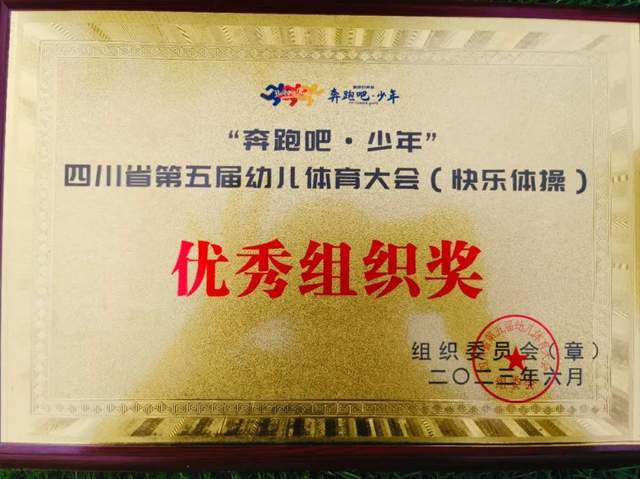 奔跑吧·少年
“奔跑吧·少年”
四川省第五届幼儿体育大会（快乐体操）
优秀组织奖
组织委员会（章）
二〇二三年六月